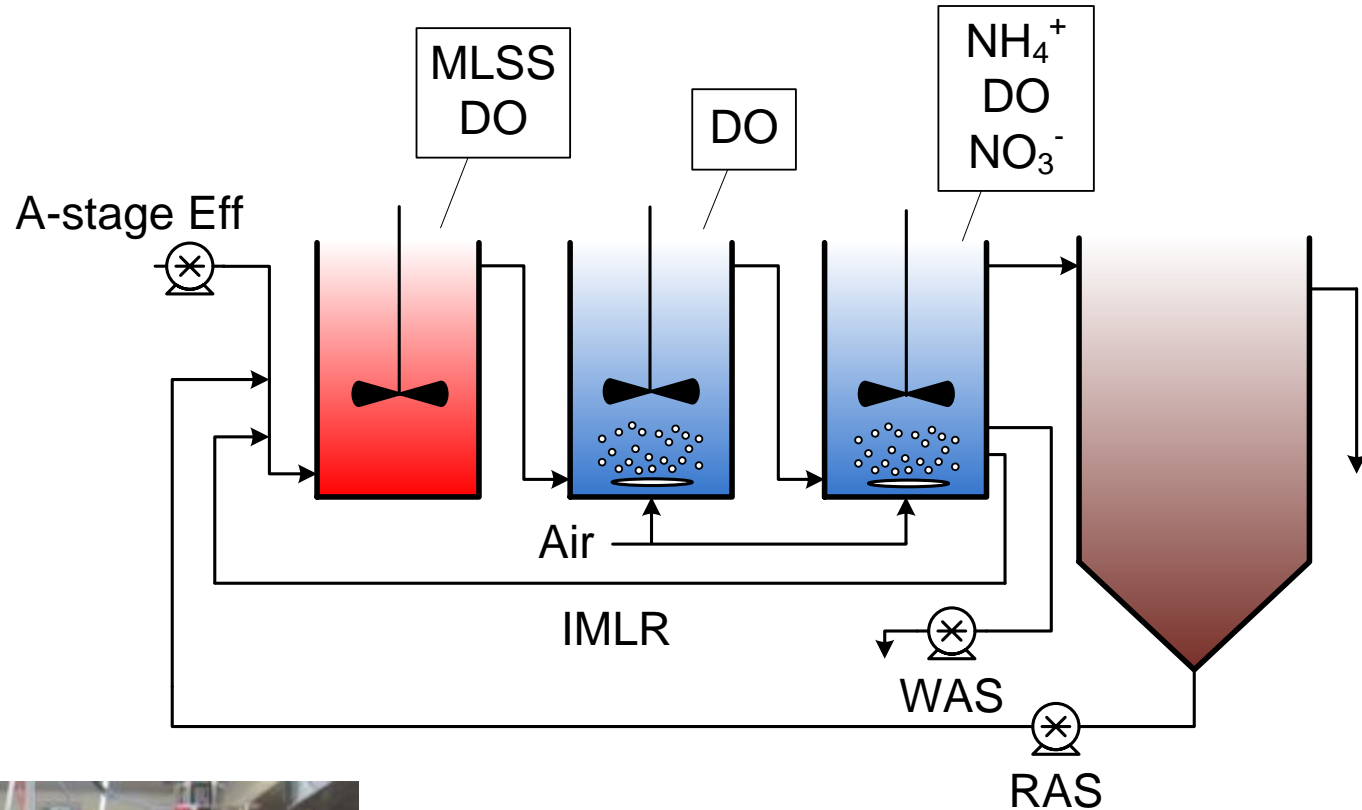 MLSS
DO
DO
NH₄⁺
DO
NO₃⁻
A-stage Eff
Air
IMLR
WAS
RAS